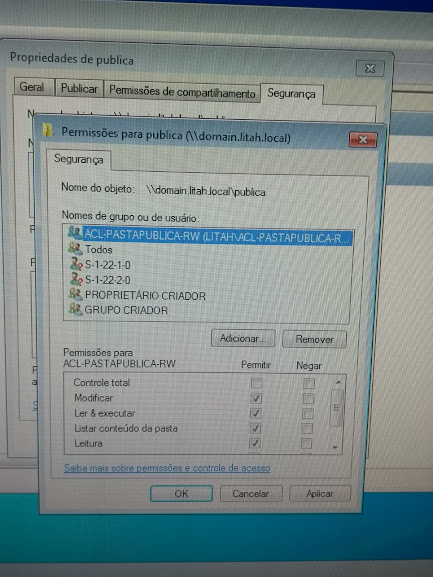 Propriedades de publica
Geral Publicar Permissões de compartilhamento Segurança
Permissões para publica (\\domain.litah.local)
Segurança
Nome do objeto: \\domain.litah.local\publica
Nomes de grupo ou de usuário:
ACL-PASTAPUBLICA-RW (LITAH\ACL-PASTAPUBLICA-R...
Todos
S-1-22-1-0
S-1-22-2-0
PROPRIETÁRIO CRIADOR
GRUPO CRIADOR
Adicionar... Remover
Permissões para
ACL-PASTAPUBLICA-RW Permitir Negar
Controle total
Modificar
Ler & executar
Listar conteúdo da pasta
Leitura
Saiba mais sobre permissões e controle de acesso
OK Cancelar Aplicar